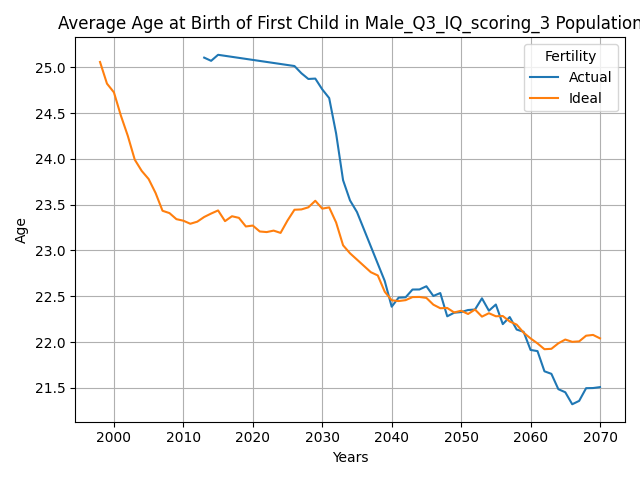 Average Age at Birth of First Child in Male_Q3_IQ_scoring_3 Population
Fertility
Actual
Ideal
Age
25.0
24.5
24.0
23.5
23.0
22.5
22.0
21.5
2000
2010
2020
2030
2040
2050
2060
2070
Years